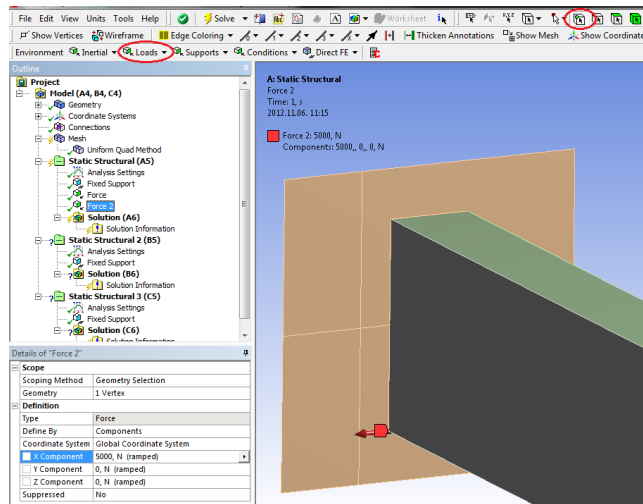 File Edit View Units Tools Help Solve Worksheet
Show Vertices Wireframe Edge Coloring Thicken Annotations Show Mesh Show Coordinate
Environment Inertial Loads Supports Conditions Direct FE
Outline
Project
Model (A4, B4, C4)
Geometry
Coordinate Systems
Connections
Mesh
Uniform Quad Method
Static Structural (A5)
Analysis Settings
Fixed Support
Force
Force 2
Solution (A6)
Solution Information
Static Structural 2 (B5)
Analysis Settings
Fixed Support
Solution (B6)
Solution Information
Static Structural 3 (C5)
Analysis Settings
Fixed Support
Solution (C6)
Solution Information
A: Static Structural
Force 2
Time: 1, s
2012.11.06. 11:15
Force 2: 5000, N
Components: 5000,, 0,, 0, N
Details of "Force 2"
Scope
Scoping Method Geometry Selection
Geometry 1 Vertex
Definition
Type Force
Define By Components
Coordinate System Global Coordinate System
X Component 5000, N (ramped)
Y Component 0, N (ramped)
Z Component 0, N (ramped)
Suppressed No